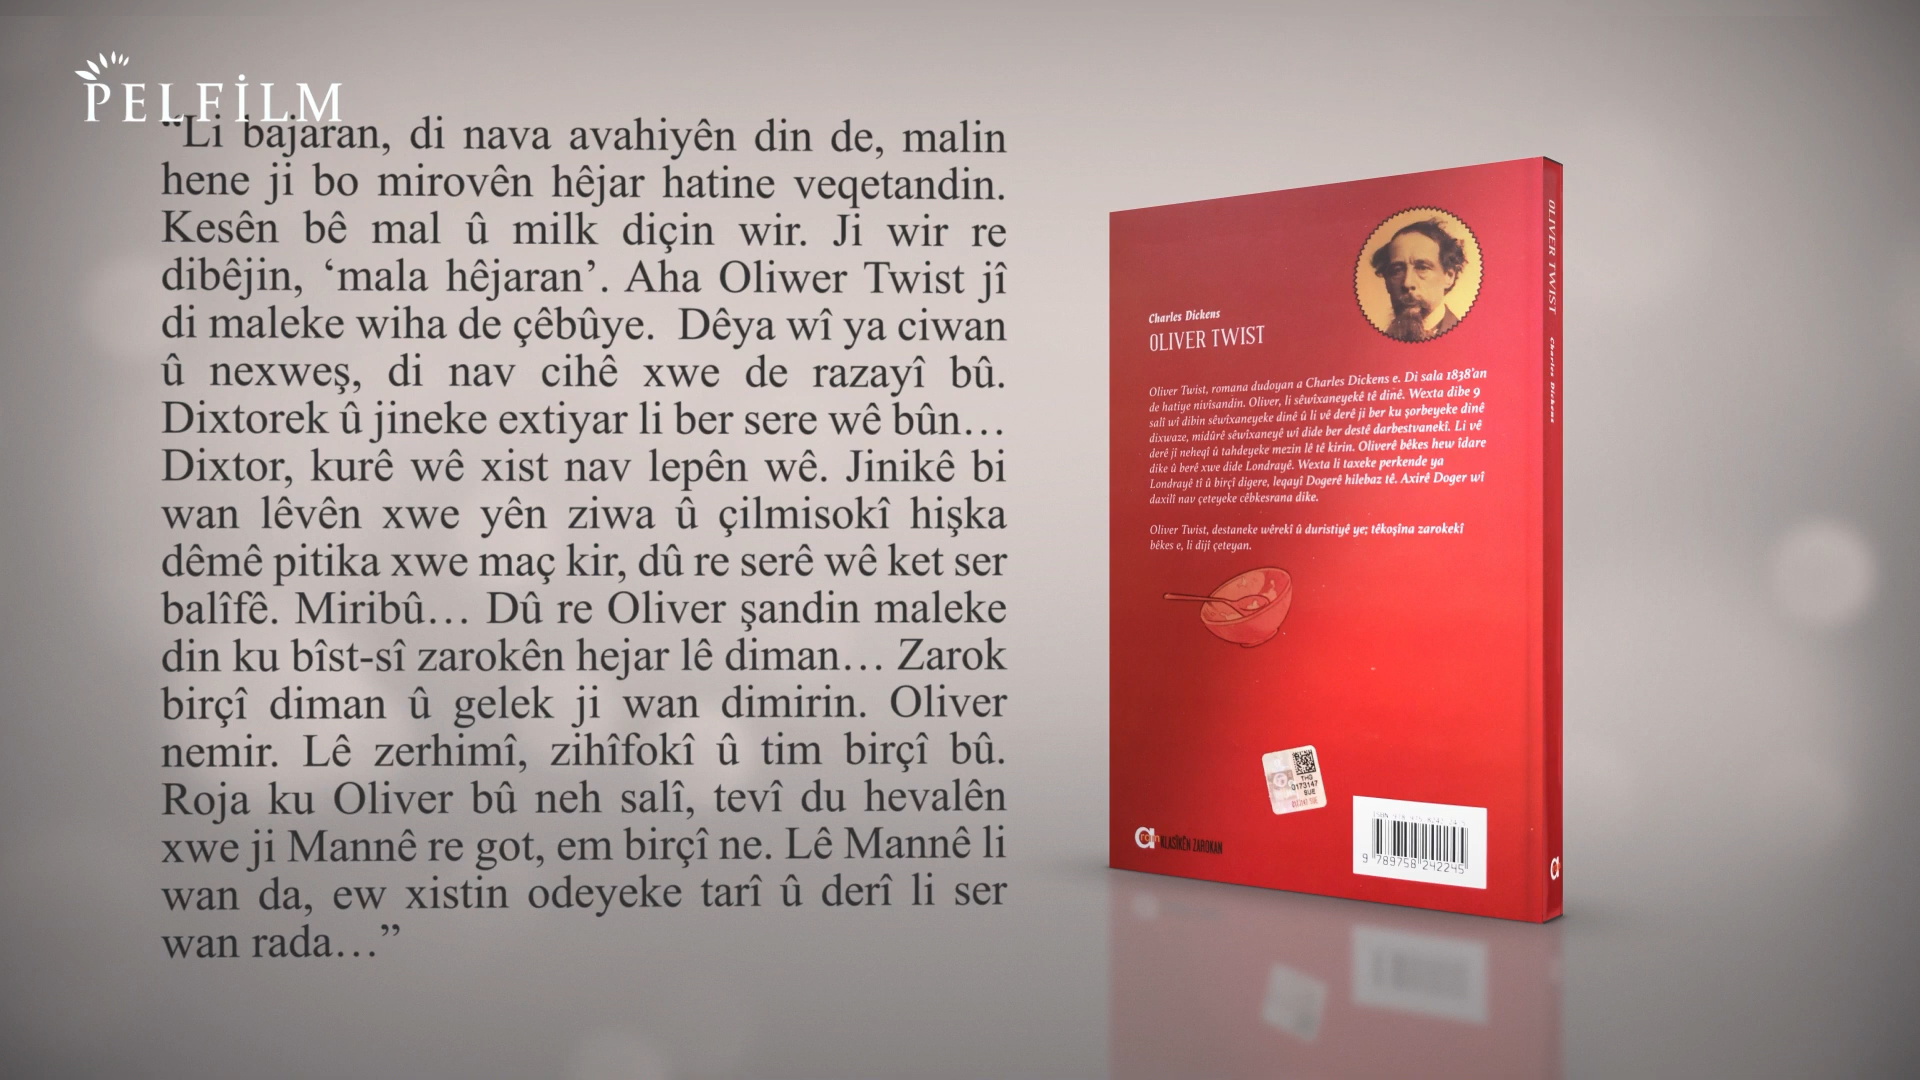 PELFİLM
“Li bajaran, di nava avahiyên din de, malin
hene ji bo mirovên hêjar hatine veqetandin.
Kesên bê mal û milk diçin wir. Ji wir re
dibêjin, ‘mala hêjaran’. Aha Oliwer Twist jî
di maleke wiha de çêbûye. Dêya wî ya ciwan
û nexweş, di nav cihê xwe de razayî bû.
Dixtorek û jineke extiyar li ber sere wê bûn…
Dixtor, kurê wê xist nav lepên wê. Jinikê bi
wan lêvên xwe yên ziwa û çilmisokî hişka
dêmê pitika xwe maç kir, dû re serê wê ket ser
balîfê. Miribû… Dû re Oliver şandin maleke
din ku bîst-sî zarokên hejar lê diman… Zarok
birçî diman û gelek ji wan dimirin. Oliver
nemir. Lê zerhimî, zihîfokî û tim birçî bû.
Roja ku Oliver bû neh salî, tevî du hevalên
xwe ji Mannê re got, em birçî ne. Lê Mannê li
wan da, ew xistin odeyeke tarî û derî li ser
wan rada…”
Charles Dickens
OLIVER TWIST
Oliver Twist, romana dudoyan a Charles Dickens e. Di sala 1838’an
de hatiye nivîsandin. Oliver, li sêwîxaneyekê tê dinê. Wexta dibe 9
salî wî dibin sêwîxaneyeke dinê û li vê derê ji ber ku şorbeyeke dinê
dixwaze, midûrê sêwîxaneyê wî dide ber destê darbestvanekî. Li vê
derê jî neheqî û tahdeyeke mezin lê tê kirin. Oliverê bêkes hew îdare
dike û berê xwe dide Londrayê. Wexta li taxeke perkende ya
Londrayê tî û birçî digere, leqayî Dogerê hîlebaz tê. Axirê Doger wî
daxilî nav çeteyeke cêbkesrana dike.
Oliver Twist, destaneke wêrekî û duristiyê ye; têkoşîna zarokekî
bêkes e, li dijî çeteyan.
THG
0173147
SUE
a
KLASÎKÊN ZAROKAN
9 789758 242245
OLIVER TWIST
Charles Dickens
a